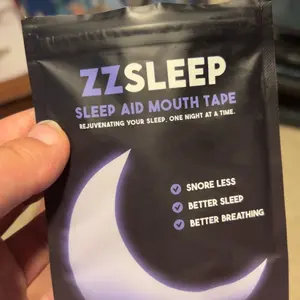 ZZSLEEP
SLEEP AID MOUTH TAPE
REJUVENATING YOUR SLEEP, ONE NIGHT AT A TIME.
SNORE LESS
BETTER SLEEP
BETTER BREATHING